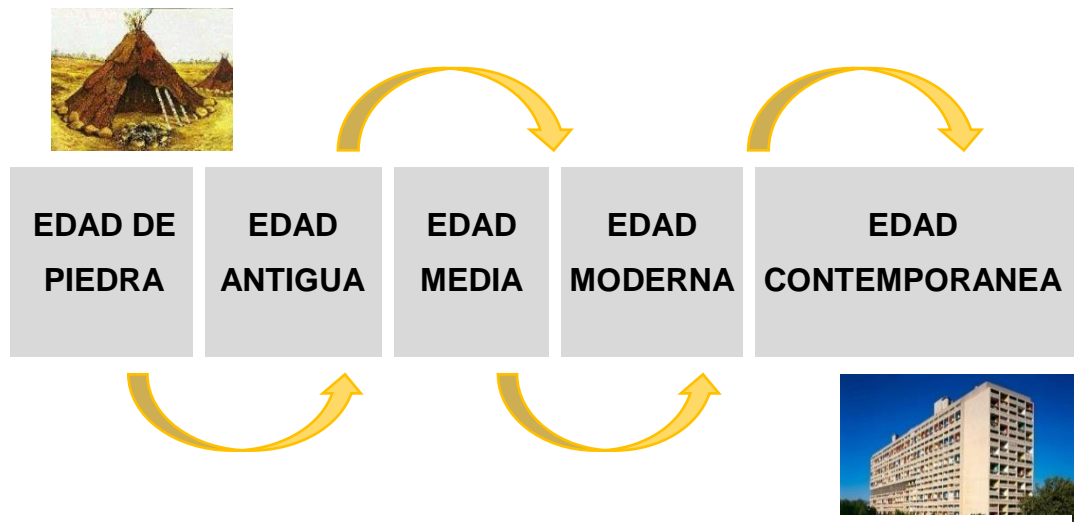 EDAD DE
PIEDRA
EDAD
ANTIGUA
EDAD
MEDIA
EDAD
MODERNA
EDAD
CONTEMPORANEA